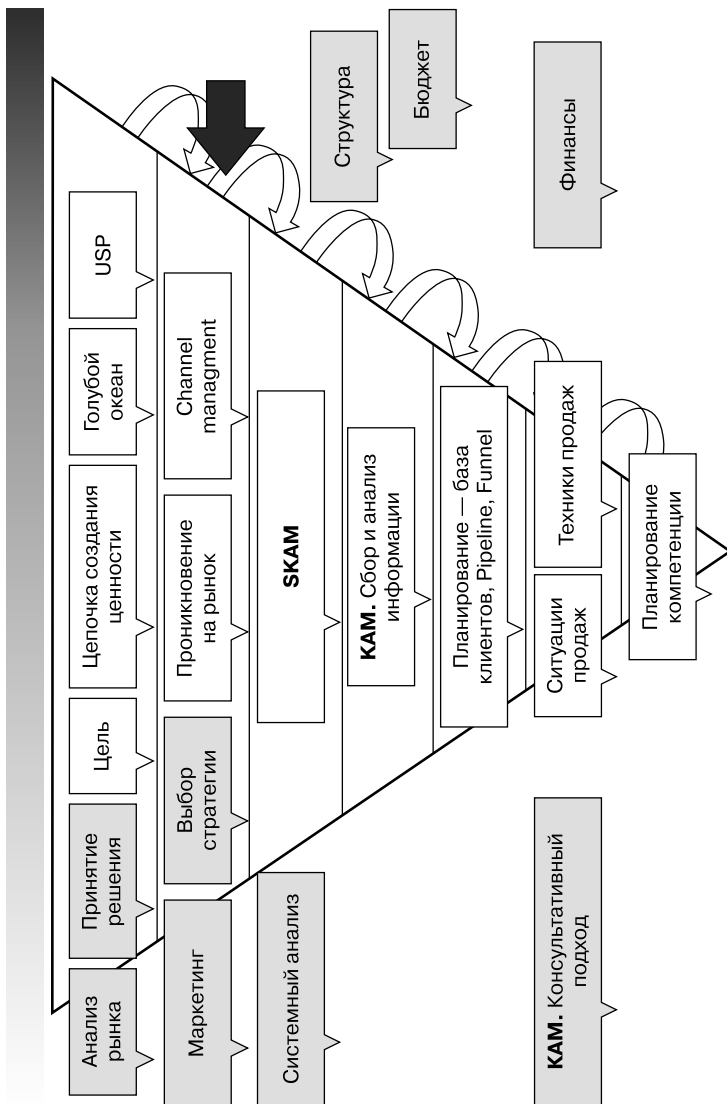 Анализ
рынка
Принятие
решения
Цель
Цепочка создания
ценности
Голубой
океан
USP
Маркетинг
Выбор
стратегии
Проникновение
на рынок
Channel
managment
Системный анализ
SKAM
Структура
KAM. Сбор и анализ
информации
Бюджет
Планирование — база
клиентов, Pipeline, Funnel
KAM. Консультативный
подход
Ситуации
продаж
Техники продаж
Финансы
Планирование
компетенции